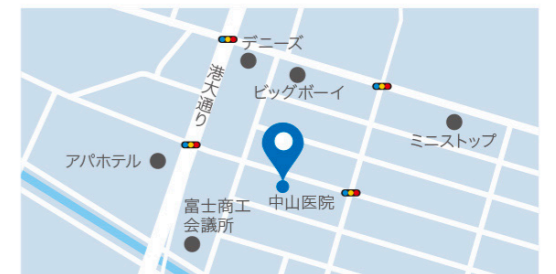 デニーズ
港大通り
ビッグボーイ
ミニストップ
アパホテル
中山医院
富士商工
会議所